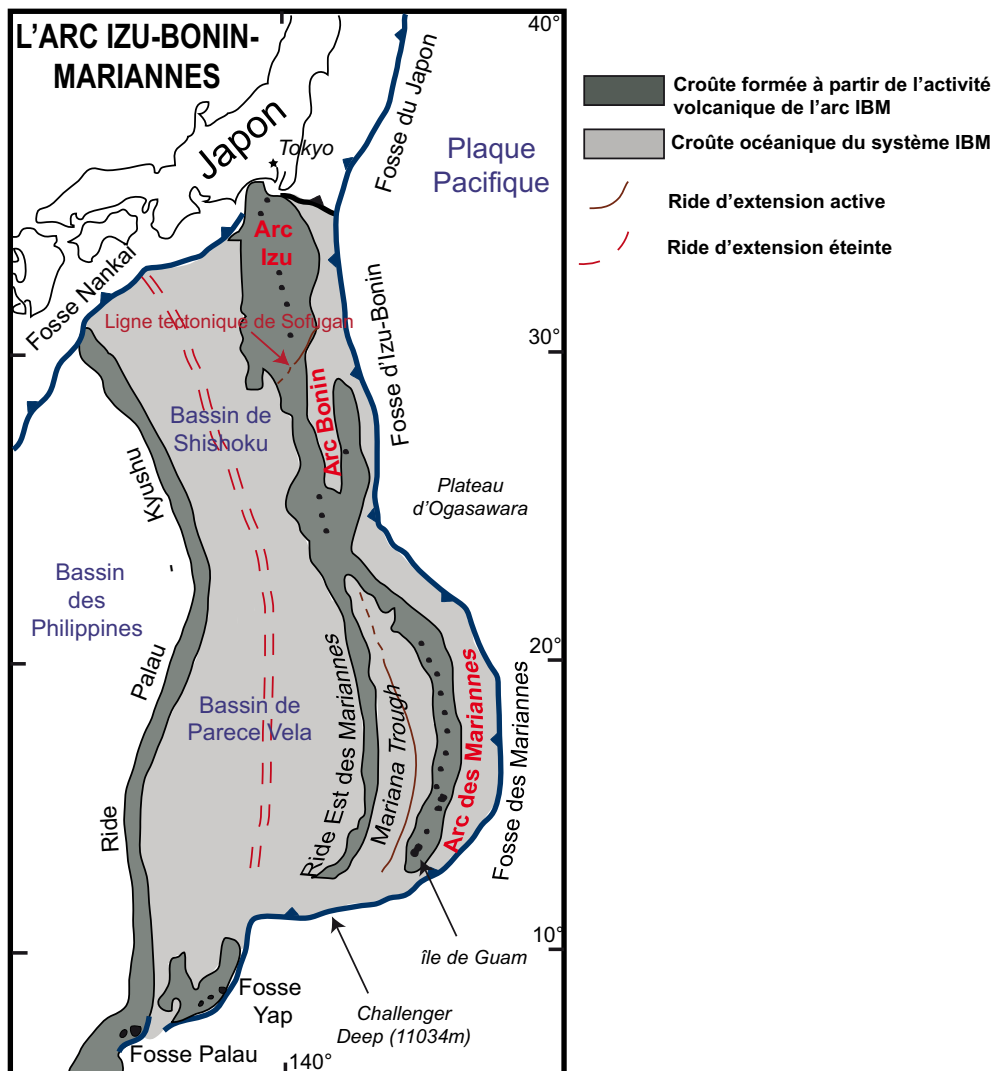 L'ARC IZU-BONIN-
MARIANNES
40°
Croûte formée à partir de l'activité
volcanique de l'arc IBM
Croûte océanique du système IBM
Ride d'extension active
Ride d'extension éteinte
Japon
Tokyo
Fosse du Japon
Plaque
Pacifique
Arc
Izu
Fosse Nankai
Ligne tectonique de Sofugan
Fosse d'Izu-Bonin
30°
Bassin de
Shishoku
Arc Bonin
Kyushu
Plateau
d'Ogasawara
Bassin
des
Philippines
Palau
20°
Bassin de
Parece Vela
Ride Est des Mariannes
Mariana Trough
Arc des Mariannes
Fosse des Mariannes
Ride
10°
île de Guam
Fosse
Yap
Challenger
Deep (11034m)
Fosse Palau
140°